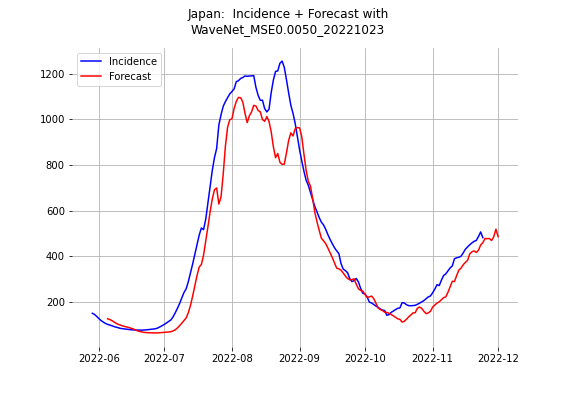 Japan:  Incidence + Forecast with
WaveNet_MSE0.0050_20221023
Incidence
Forecast
1200
1000
800
600
400
200
2022-06 2022-07 2022-08 2022-09 2022-10 2022-11 2022-12